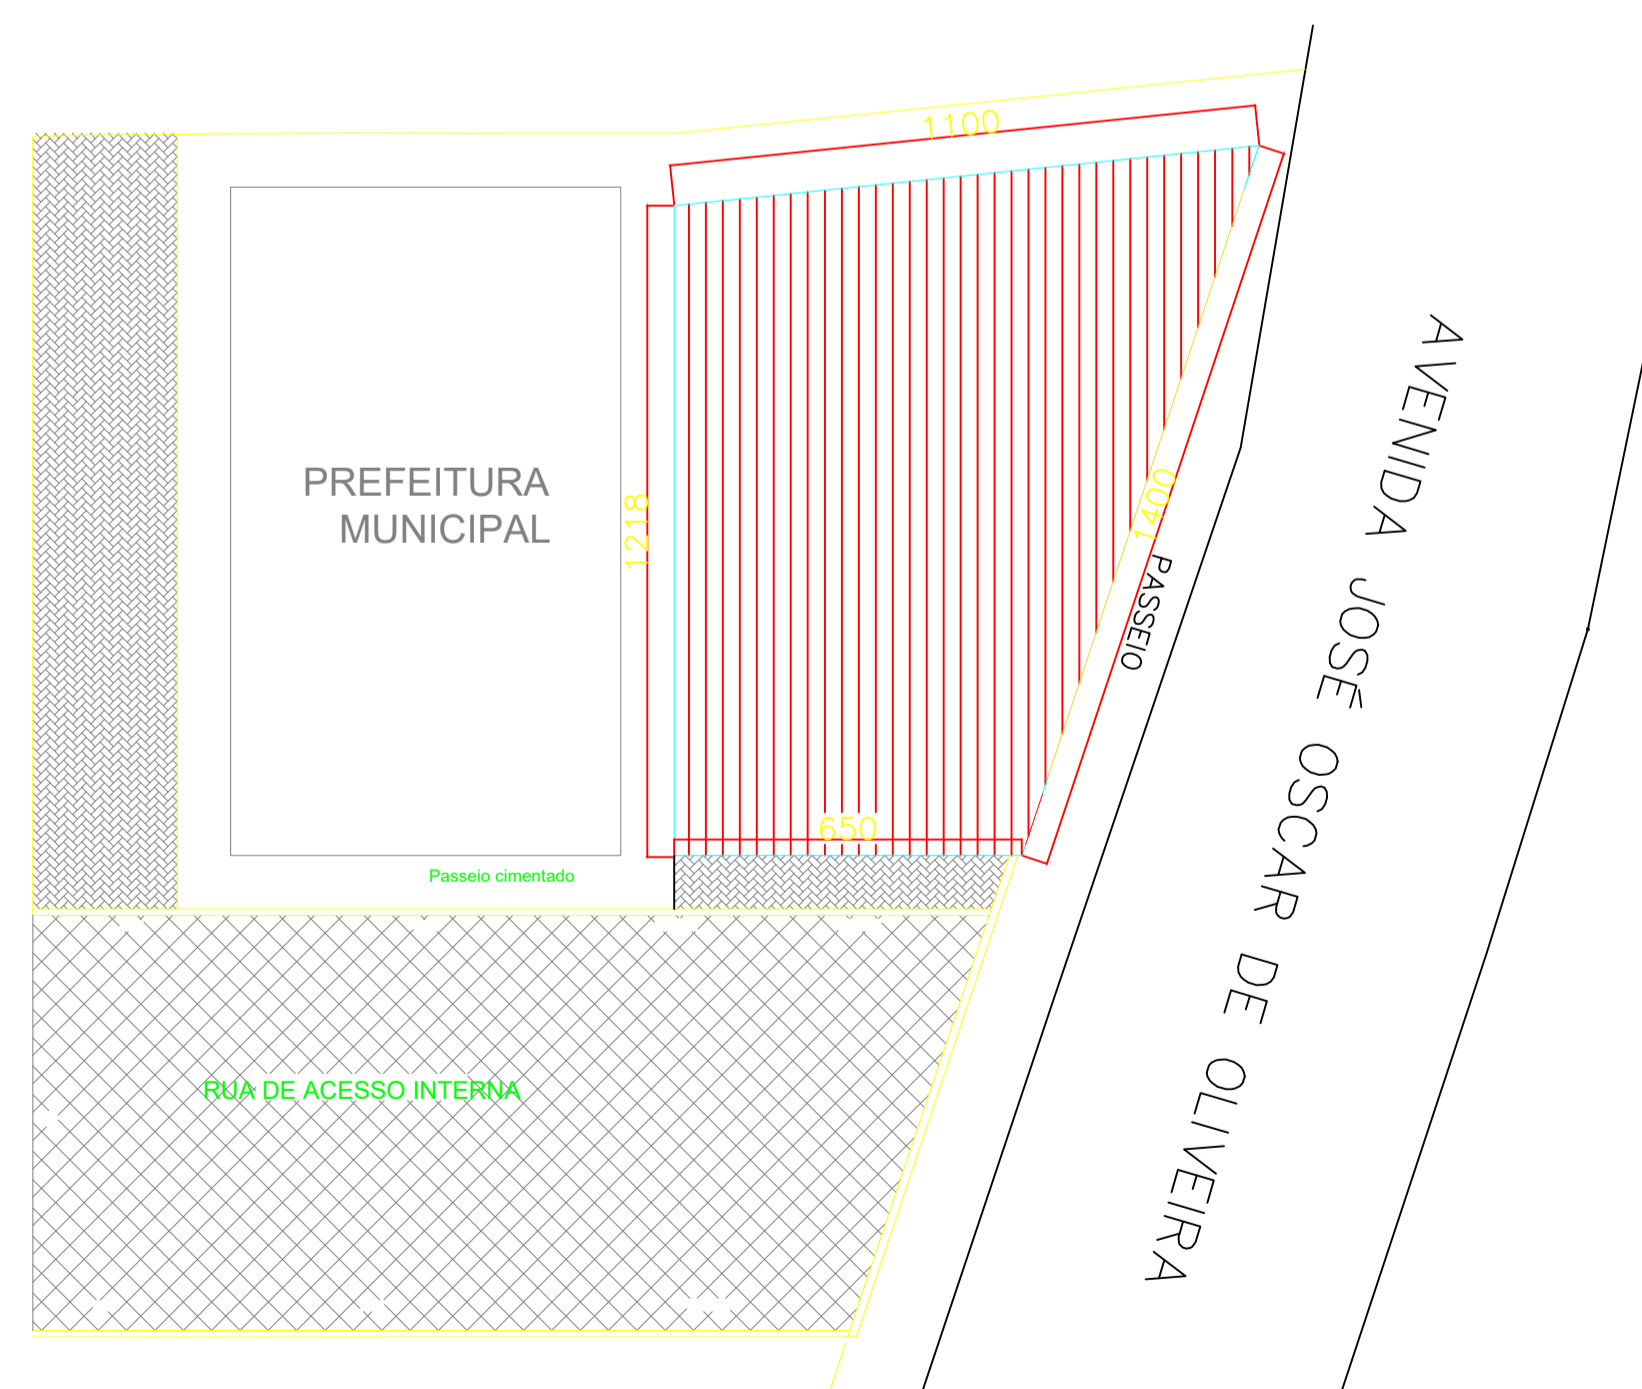 1100
PREFEITURA
MUNICIPAL
1218
1400
PASSEIO
AVENIDA JOSÉ OSCAR DE OLIVEIRA
650
Passeio cimentado
RUA DE ACESSO INTERNA